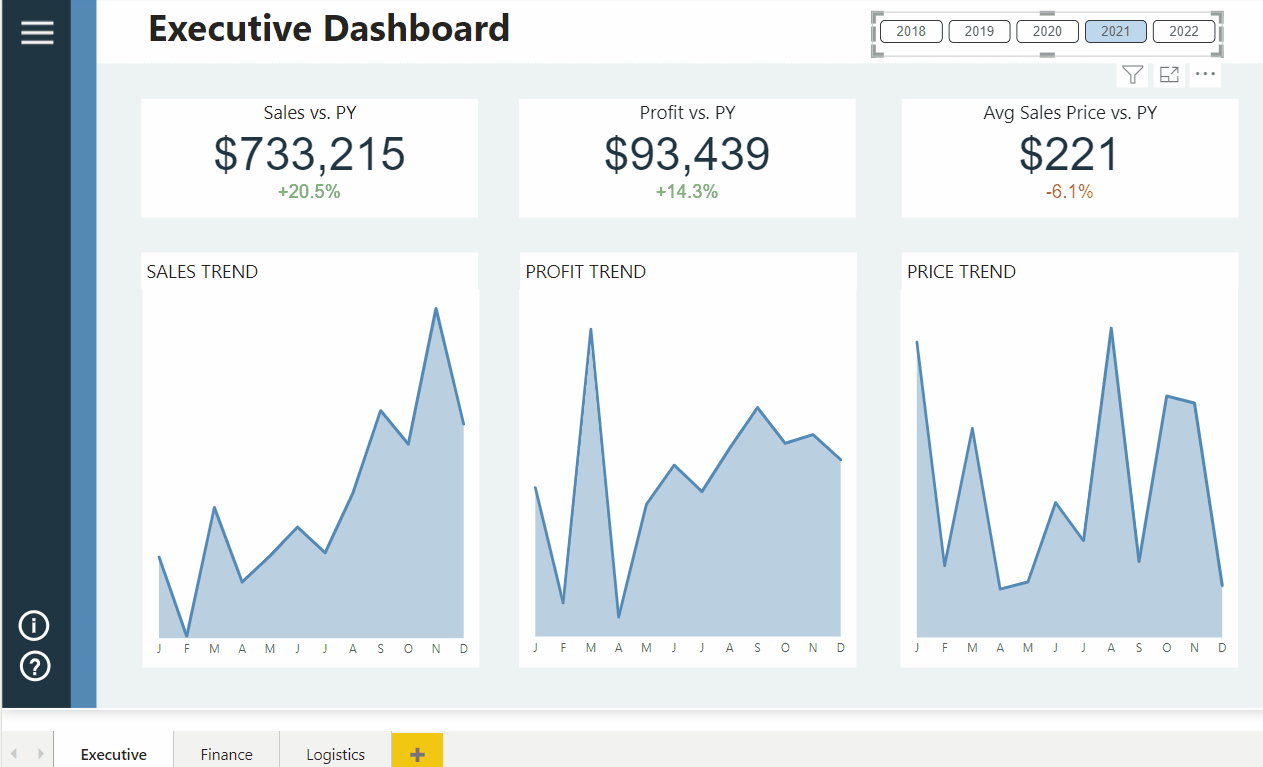 Executive Dashboard
2018 2019 2020 2021 2022
Sales vs. PY
$733,215
+20.5%
Profit vs. PY
$93,439
+14.3%
Avg Sales Price vs. PY
$221
-6.1%
SALES TREND
J F M A M J J A S O N D
PROFIT TREND
J F M A M J J A S O N D
PRICE TREND
J F M A M J J A S O N D
i
?
Executive Finance Logistics +